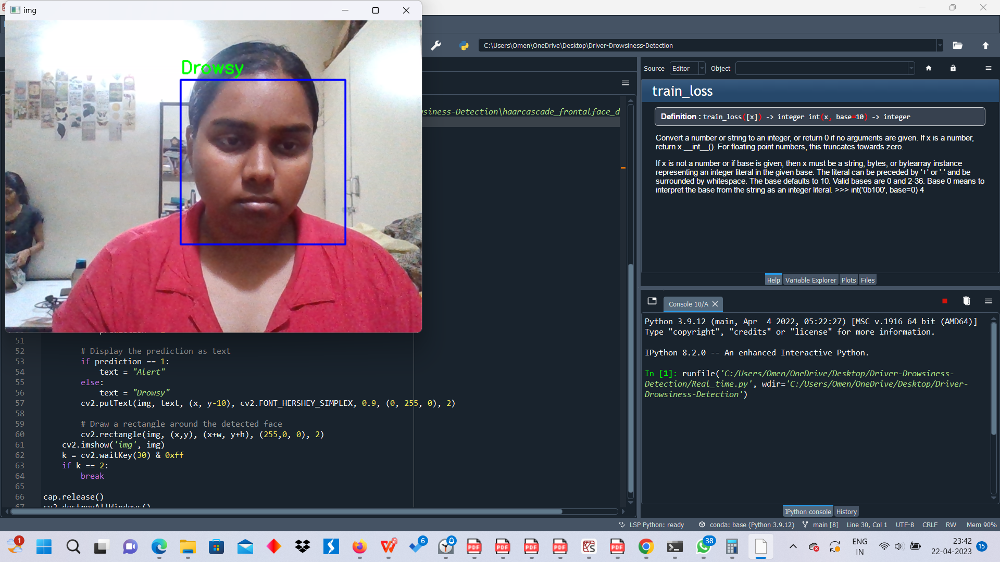 img
Drowsy
C:\Users\Omen\OneDrive\Desktop\Driver-Drowsiness-Detection
Source Editor Object
train_loss
Definition : train_loss([x]) -> integer int(x, base=10) -> integer
Convert a number or string to an integer, or return 0 if no arguments are given. If x is a number,
return x.__int__(). For floating point numbers, this truncates towards zero.
If x is not a number or if base is given, then x must be a string, bytes, or bytearray instance
representing an integer literal in the given base. The literal can be preceded by '+' or '-' and be
surrounded by whitespace. The base defaults to 10. Valid bases are 0 and 2-36. Base 0 means to
interpret the base from the string as an integer literal. >>> int('0b100', base=0) 4
Help Variable Explorer Plots Files
siness-Detection\haarcascade_frontalface_d
51
52 # Display the prediction as text
53 if prediction == 1:
54 text = "Alert"
55 else:
56 text = "Drowsy"
57 cv2.putText(img, text, (x, y-10), cv2.FONT_HERSHEY_SIMPLEX, 0.9, (0, 255, 0), 2)
58
59 # Draw a rectangle around the detected face
60 cv2.rectangle(img, (x,y), (x+w, y+h), (255,0, 0), 2)
61 cv2.imshow('img', img)
62 k = cv2.waitKey(30) & 0xff
63 if k == 2:
64 break
65
66 cap.release()
67 cv2.destroyAllWindows()
Console 10/A
Python 3.9.12 (main, Apr  4 2022, 05:22:27) [MSC v.1916 64 bit (AMD64)]
Type "copyright", "credits" or "license" for more information.
IPython 8.2.0 -- An enhanced Interactive Python.
In [1]: runfile('C:/Users/Omen/OneDrive/Desktop/Driver-Drowsiness-
Detection/Real_time.py', wdir='C:/Users/Omen/OneDrive/Desktop/Driver-
Drowsiness-Detection')
IPython console History
LSP Python: ready conda: base (Python 3.9.12) main [8] Line 30, Col 1 UTF-8 CRLF RW Mem 90%
1 6 PDF PDF PDF PDF PDF 38
ENG
IN
23:42
22-04-2023
15